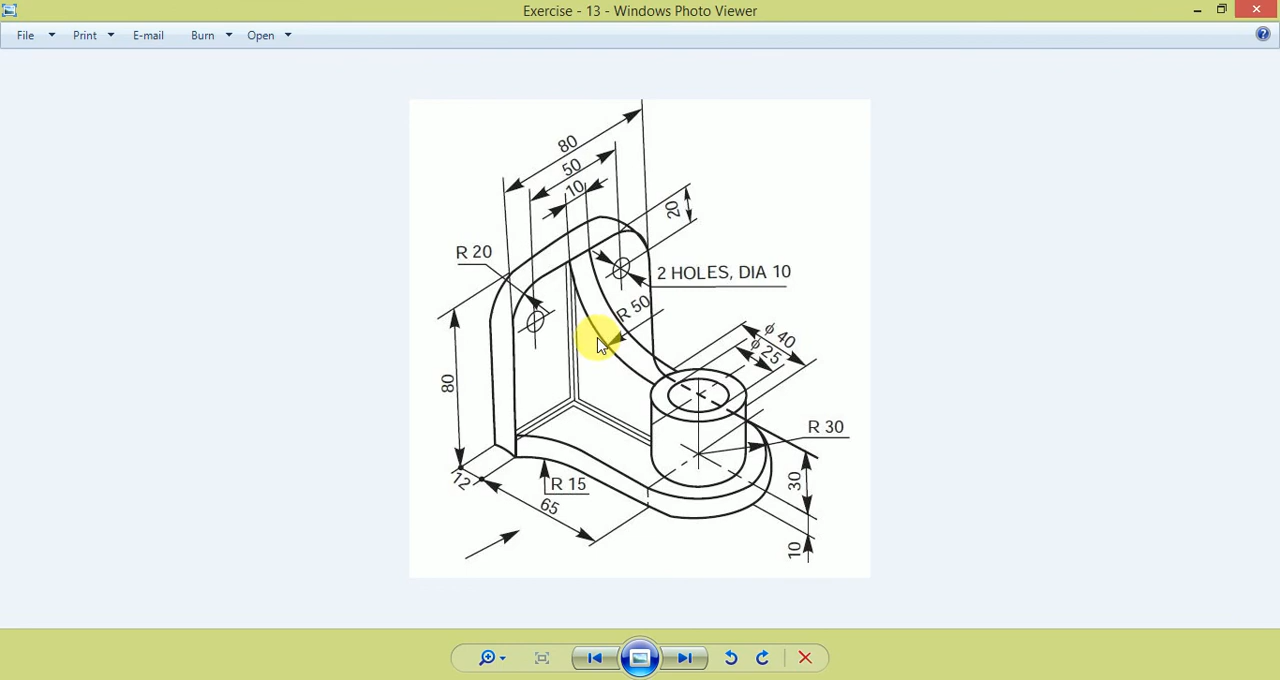 Exercise - 13 - Windows Photo Viewer
File Print E-mail Burn Open
80
50
10
20
R 20
2 HOLES, DIA 10
R 50
ϕ 40
ϕ 25
80
R 30
12
R 15
65
30
10